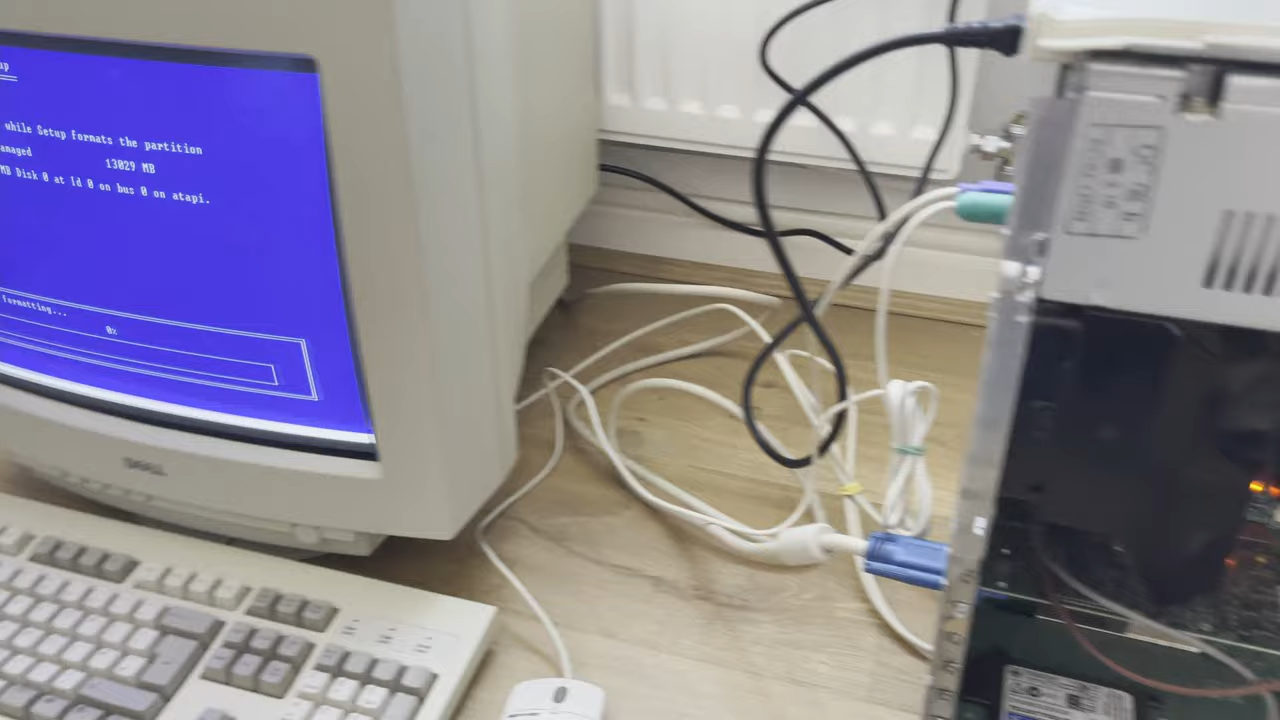 up
while Setup formats the partition
anaged 13029 MB
MB Disk 0 at Id 0 on bus 0 on atapi.
formatting...
0%
DELL